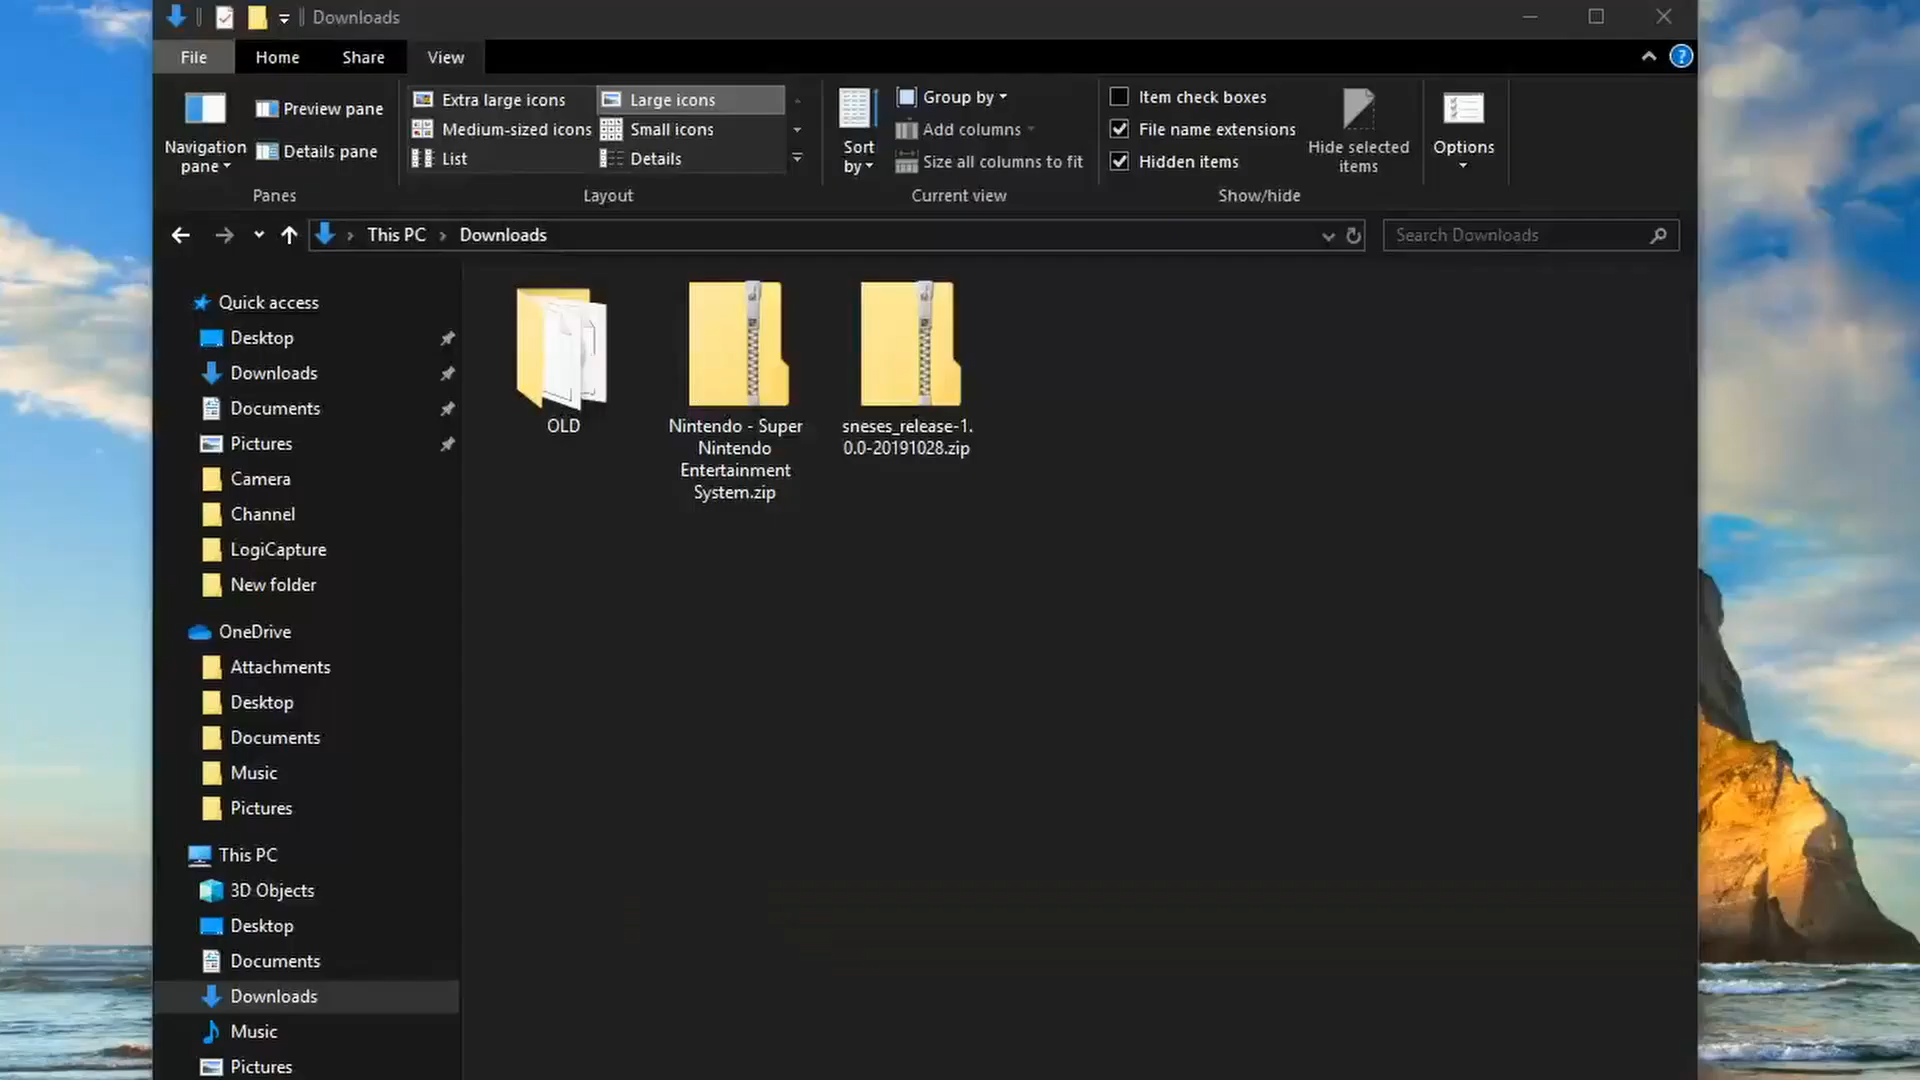 Downloads
File
Home
Share
View
?
Navigation
pane
Preview pane
Details pane
Panes
Extra large icons
Large icons
Medium-sized icons
Small icons
List
Details
Layout
Sort
by
Group by
Add columns
Size all columns to fit
Current view
Item check boxes
File name extensions
Hidden items
Hide selected
items
Show/hide
Options
This PC
Downloads
Search Downloads
Quick access
Desktop
Downloads
Documents
Pictures
Camera
Channel
LogiCapture
New folder
OneDrive
Attachments
Desktop
Documents
Music
Pictures
This PC
3D Objects
Desktop
Documents
Downloads
Music
Pictures
OLD
Nintendo - Super
Nintendo
Entertainment
System.zip
sneses_release-1.
0.0-20191028.zip